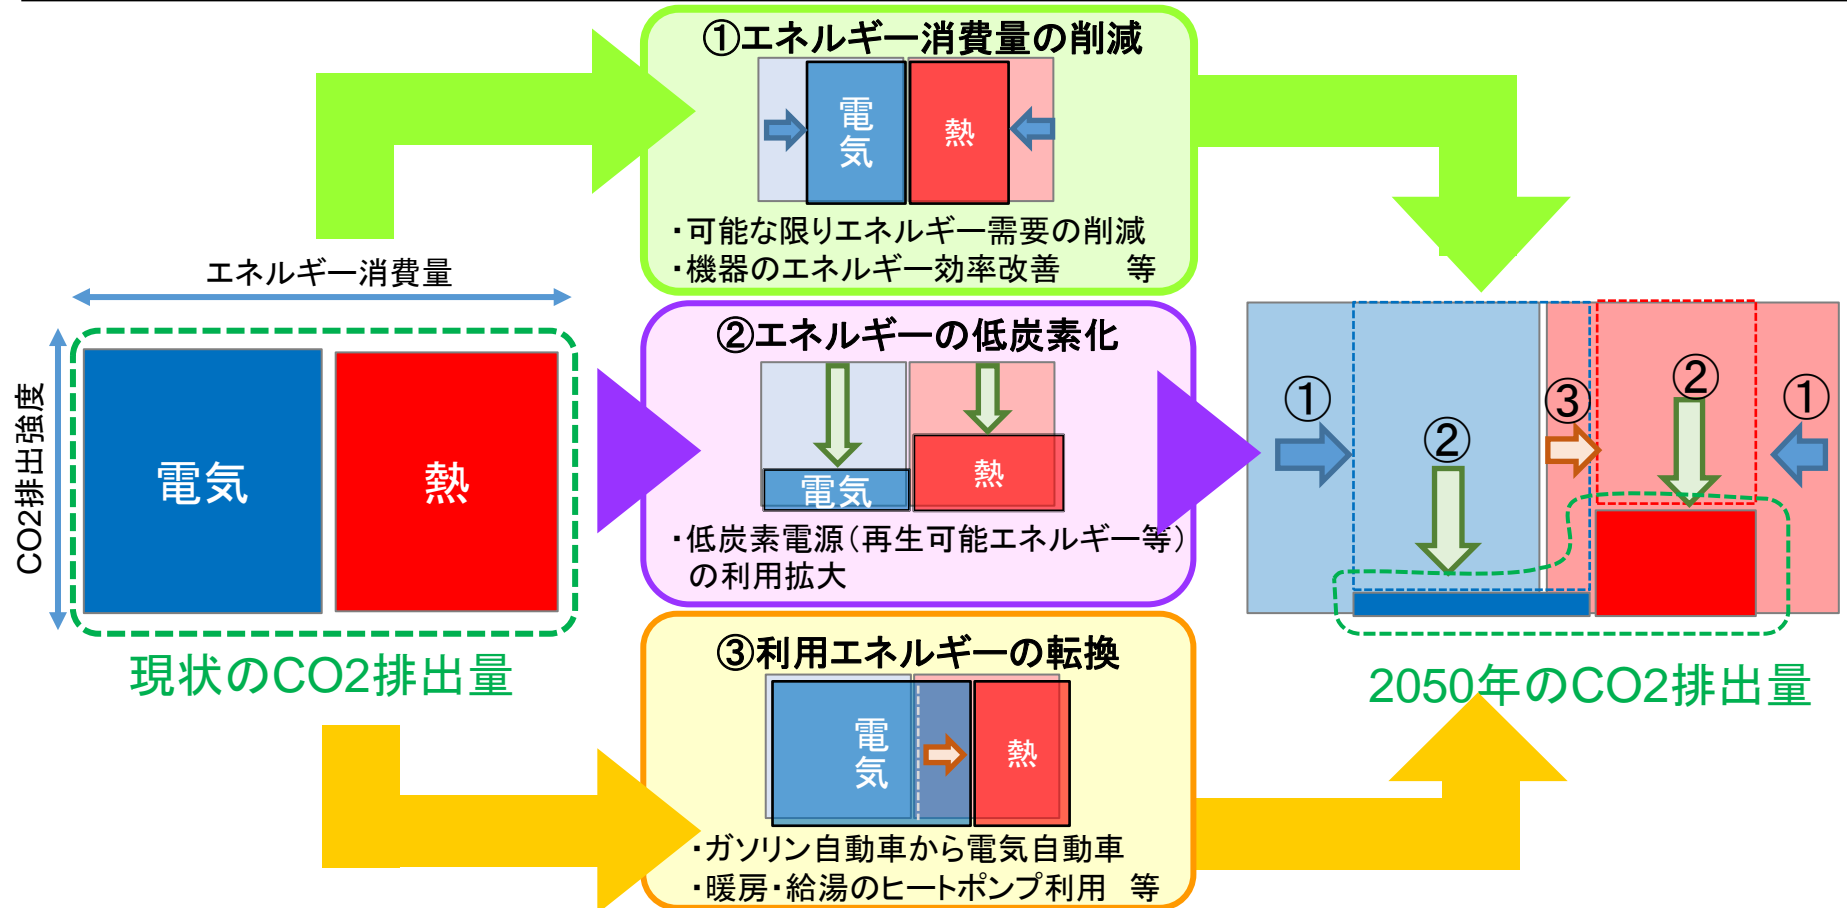 ①エネルギー消費量の削減
電気
熱
・可能な限りエネルギー需要の削減
・機器のエネルギー効率改善　　等
エネルギー消費量
CO2排出強度
電気
熱
現状のCO2排出量
②エネルギーの低炭素化
電気
熱
・低炭素電源(再生可能エネルギー等)
の利用拡大
③利用エネルギーの転換
電気
熱
・ガソリン自動車から電気自動車
・暖房・給湯のヒートポンプ利用　等
①
②
③
②
①
2050年のCO2排出量